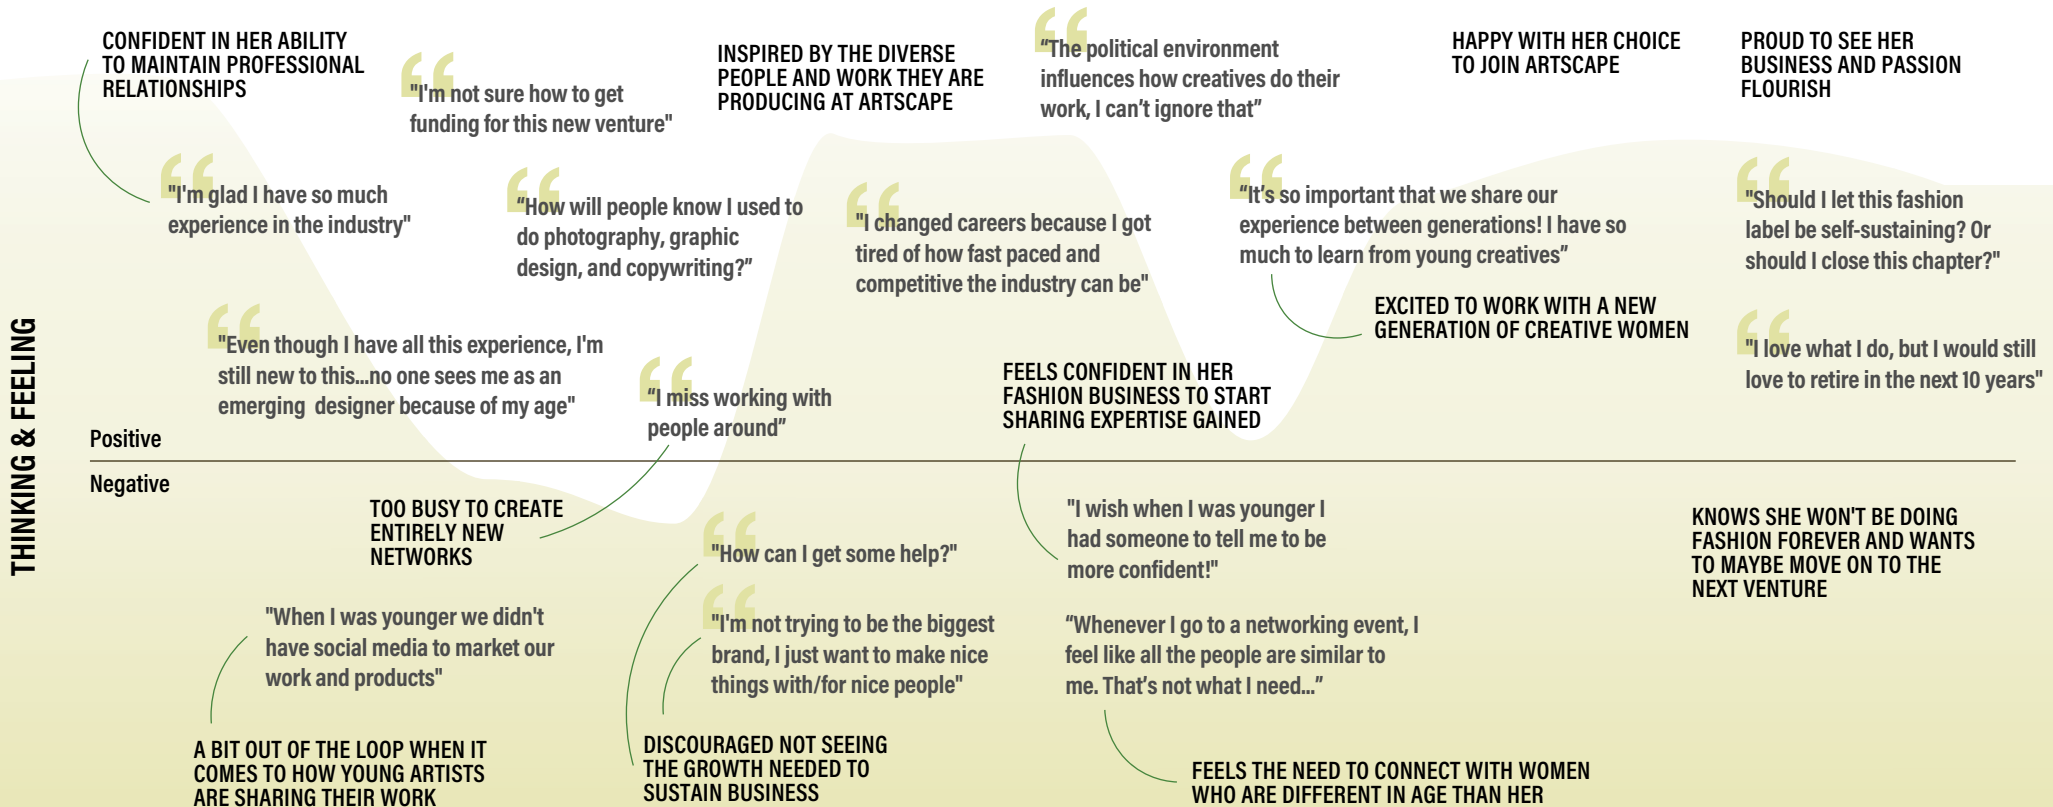 CONFIDENT IN HER ABILITY
TO MAINTAIN PROFESSIONAL
RELATIONSHIPS
"I'm not sure how to get
funding for this new venture"
INSPIRED BY THE DIVERSE
PEOPLE AND WORK THEY ARE
PRODUCING AT ARTSCAPE
“The political environment
influences how creatives do their
work, I can’t ignore that”
HAPPY WITH HER CHOICE
TO JOIN ARTSCAPE
PROUD TO SEE HER
BUSINESS AND PASSION
FLOURISH
"I'm glad I have so much
experience in the industry"
“How will people know I used to
do photography, graphic
design, and copywriting?”
"I changed careers because I got
tired of how fast paced and
competitive the industry can be"
“It’s so important that we share our
experience between generations! I have so
much to learn from young creatives”
"Should I let this fashion
label be self-sustaining? Or
should I close this chapter?"
EXCITED TO WORK WITH A NEW
GENERATION OF CREATIVE WOMEN
"Even though I have all this experience, I'm
still new to this...no one sees me as an
emerging  designer because of my age"
“I miss working with
people around”
FEELS CONFIDENT IN HER
FASHION BUSINESS TO START
SHARING EXPERTISE GAINED
"I love what I do, but I would still
love to retire in the next 10 years"
THINKING & FEELING
Positive
Negative
TOO BUSY TO CREATE
ENTIRELY NEW
NETWORKS
"How can I get some help?"
"I wish when I was younger I
had someone to tell me to be
more confident!"
KNOWS SHE WON'T BE DOING
FASHION FOREVER AND WANTS
TO MAYBE MOVE ON TO THE
NEXT VENTURE
"When I was younger we didn't
have social media to market our
work and products"
"I'm not trying to be the biggest
brand, I just want to make nice
things with/for nice people"
“Whenever I go to a networking event, I
feel like all the people are similar to
me. That’s not what I need...”
A BIT OUT OF THE LOOP WHEN IT
COMES TO HOW YOUNG ARTISTS
ARE SHARING THEIR WORK
DISCOURAGED NOT SEEING
THE GROWTH NEEDED TO
SUSTAIN BUSINESS
FEELS THE NEED TO CONNECT WITH WOMEN
WHO ARE DIFFERENT IN AGE THAN HER